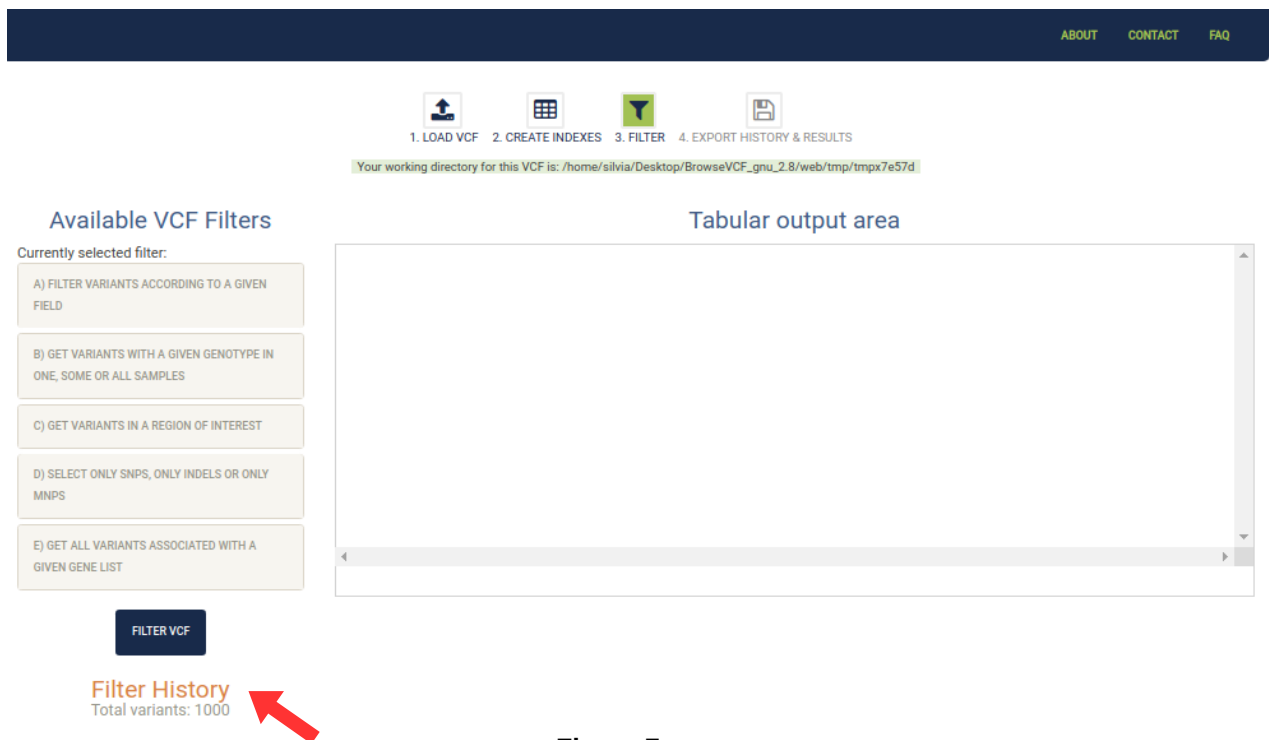 ABOUT CONTACT FAQ
1. LOAD VCF 2. CREATE INDEXES 3. FILTER 4. EXPORT HISTORY & RESULTS
Your working directory for this VCF is: /home/silvia/Desktop/BrowseVCF_gnu_2.8/web/tmp/tmpx7e57d
Available VCF Filters
Currently selected filter:
A) FILTER VARIANTS ACCORDING TO A GIVEN
FIELD
B) GET VARIANTS WITH A GIVEN GENOTYPE IN
ONE, SOME OR ALL SAMPLES
C) GET VARIANTS IN A REGION OF INTEREST
D) SELECT ONLY SNPS, ONLY INDELS OR ONLY
MNPS
E) GET ALL VARIANTS ASSOCIATED WITH A
GIVEN GENE LIST
FILTER VCF
Filter History
Total variants: 1000
Tabular output area